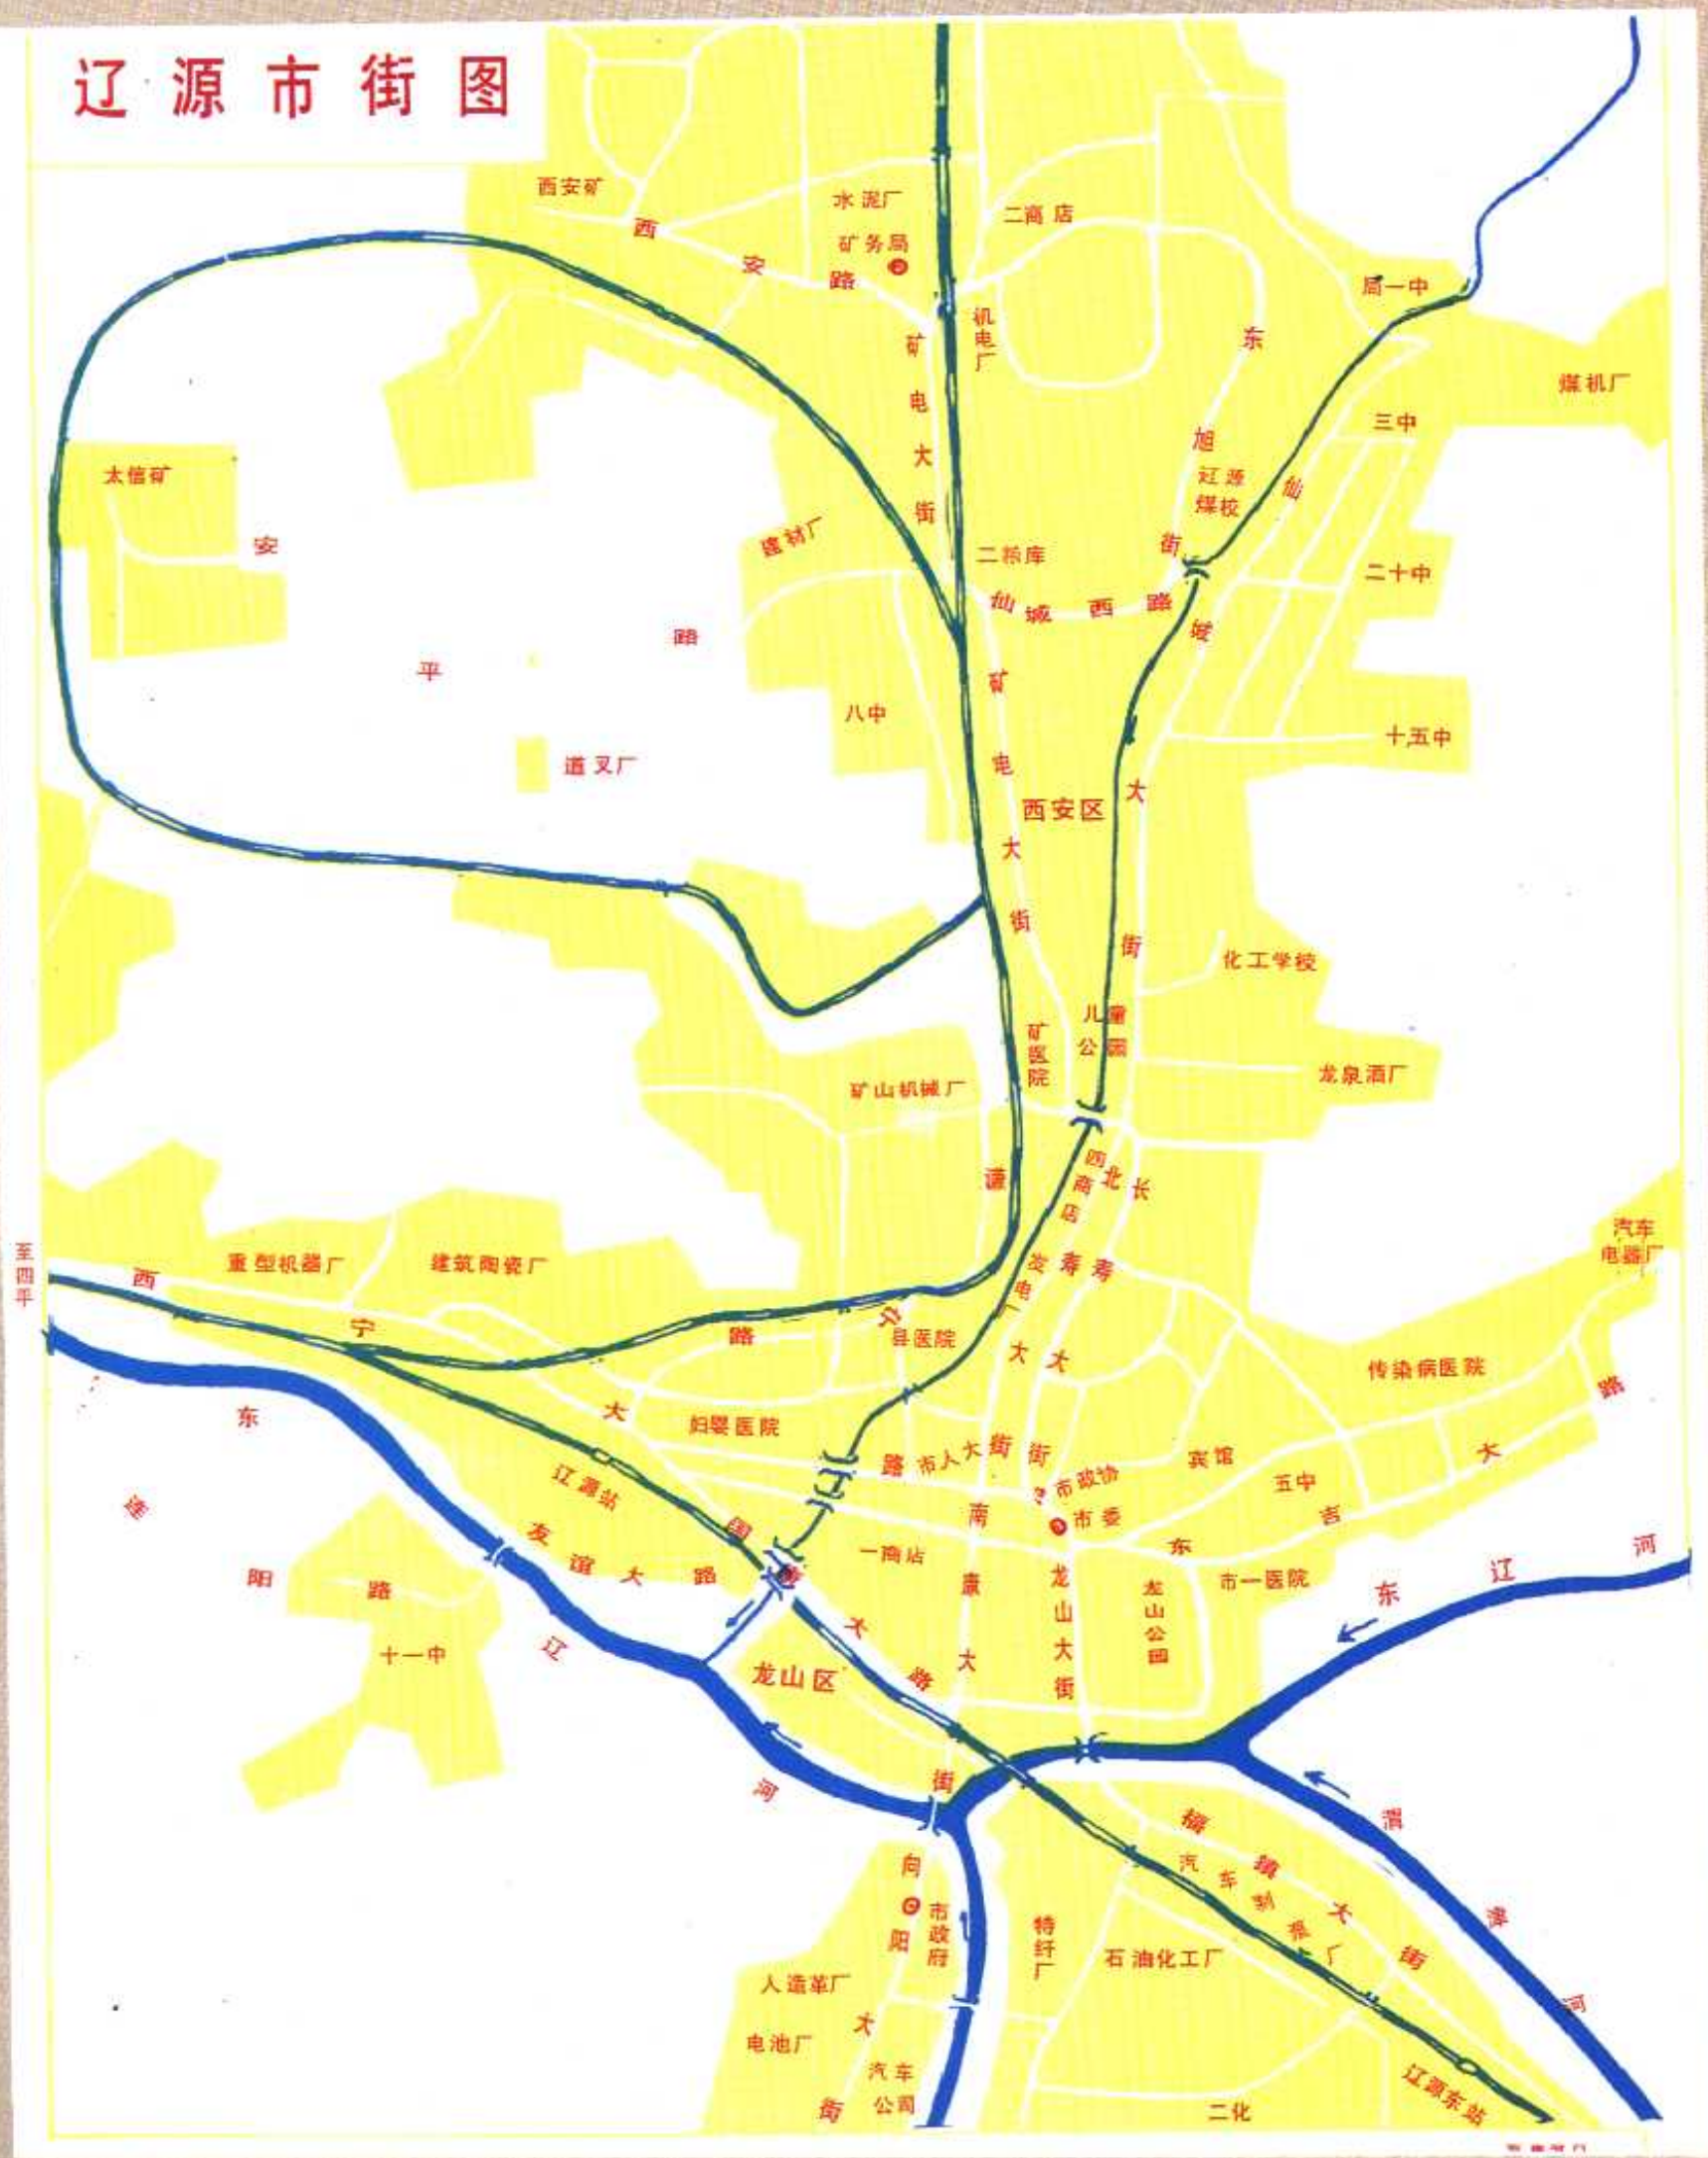 辽源市街图
西安矿
水泥厂
二商店
西安路
矿务局
局一中
机电厂
矿电大街
东旭街
煤机厂
三中
太信矿
辽源煤校
仙城大街
安平路
建材厂
二粮库
二十中
仙城西路
矿电大街
八中
十五中
道叉厂
西安区
化工学校
儿童公园
矿医院
龙泉酒厂
矿山机械厂
四商店
北寿大街
长寿大街
谦宁路
汽车电器厂
至四平
重型机器厂
建筑陶瓷厂
发电厂
西宁大路
县医院
传染病医院
妇婴医院
市人大
宾馆
市政协
五中
辽源站
市委
东吉大路
友谊大路
一商店
市一医院
南康大街
龙山大街
龙山公园
连阳路
十一中
龙山区
东辽河
东辽河
福镇大街
向阳大街
市政府
特纤厂
石油化工厂
人造革厂
电池厂
汽车公司
辽源东站
二化